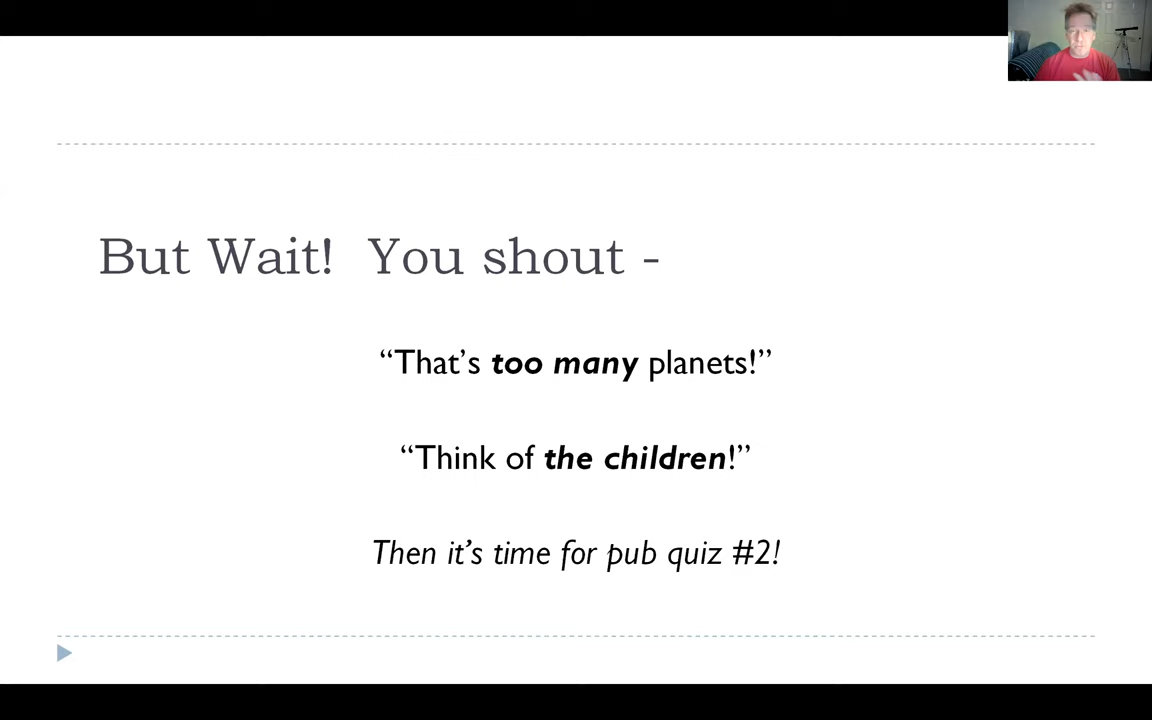 But Wait!  You shout -
“That’s too many planets!”
“Think of the children!”
Then it’s time for pub quiz #2!